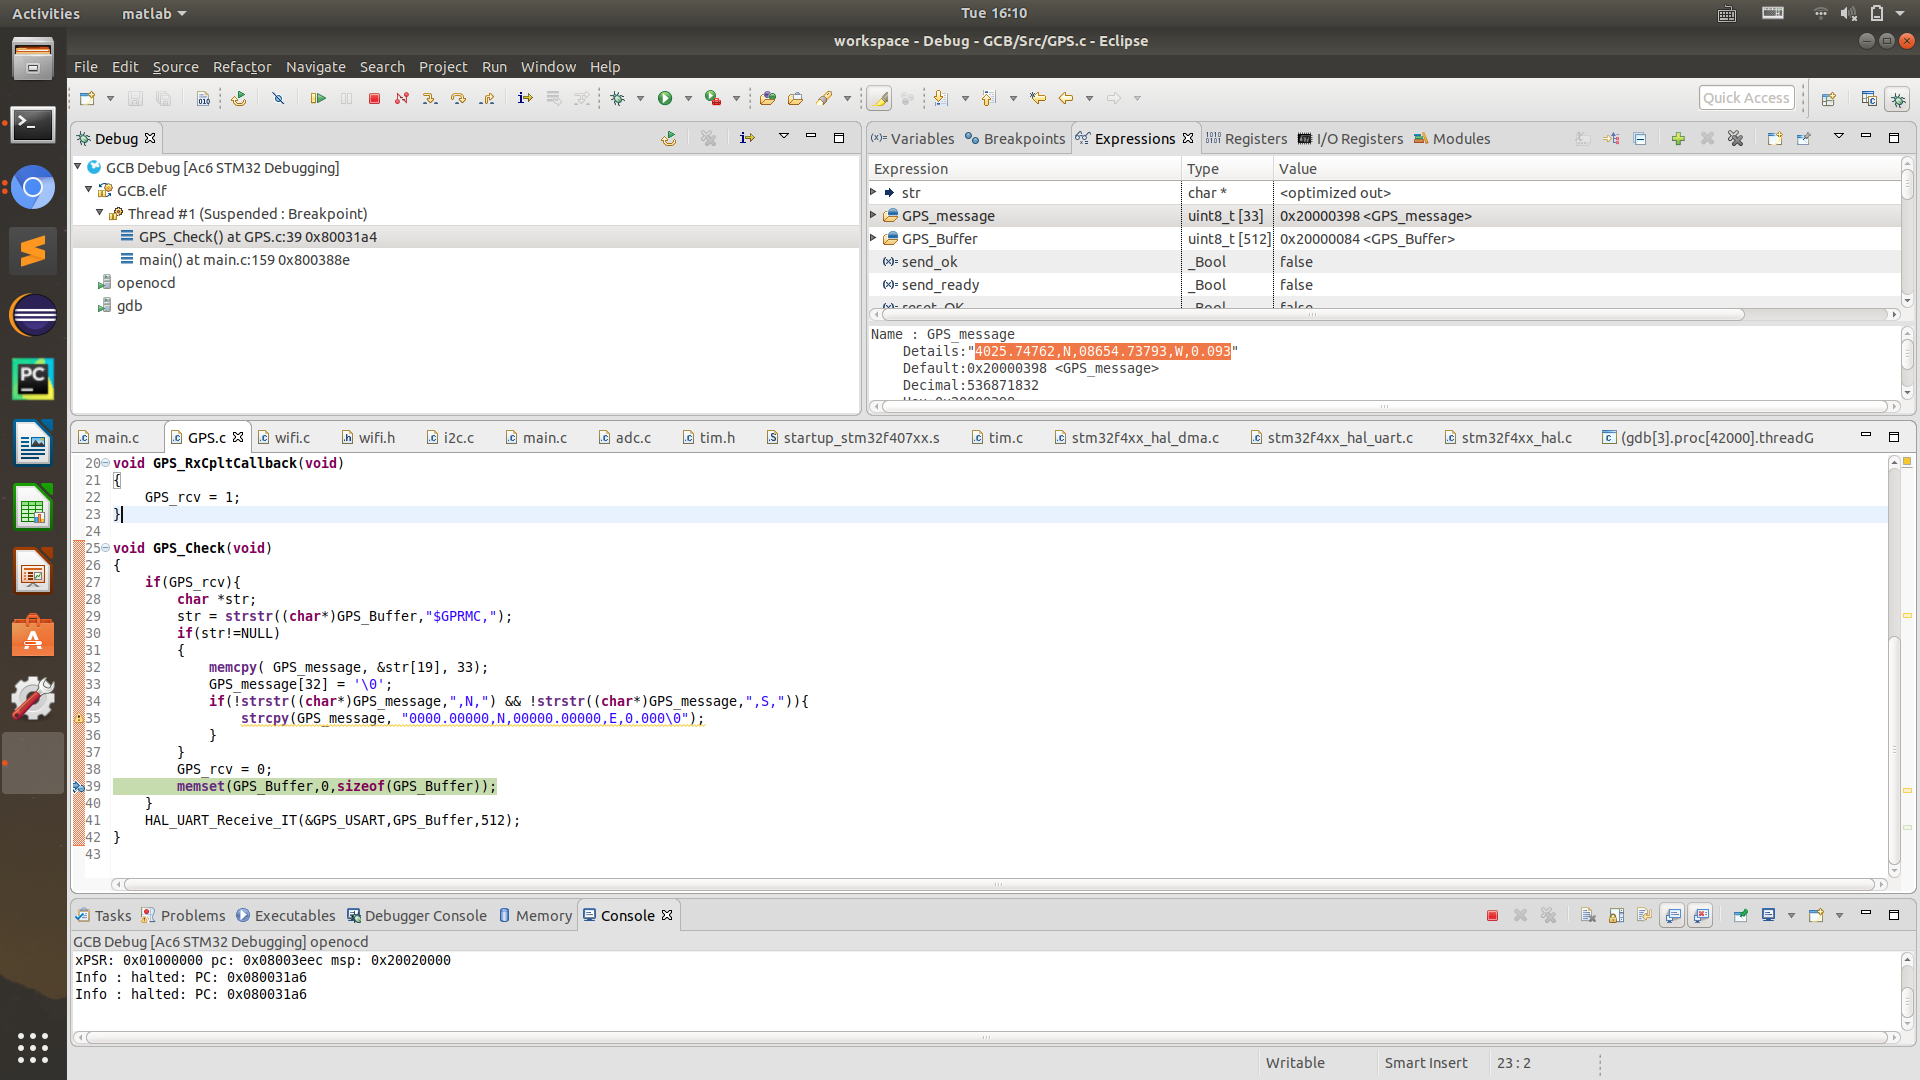 Activities
matlab
Tue 16:10
workspace - Debug - GCB/Src/GPS.c - Eclipse
File Edit Source Refactor Navigate Search Project Run Window Help
Quick Access
Debug
GCB Debug [Ac6 STM32 Debugging]
GCB.elf
Thread #1 (Suspended : Breakpoint)
GPS_Check() at GPS.c:39 0x80031a4
main() at main.c:159 0x800388e
openocd
gdb
Variables Breakpoints Expressions Registers I/O Registers Modules
Expression Type Value
str char * <optimized out>
GPS_message uint8_t [33] 0x20000398 <GPS_message>
GPS_Buffer uint8_t [512] 0x20000084 <GPS_Buffer>
send_ok _Bool false
send_ready _Bool false
reset_OK _Bool false
Name : GPS_message
Details:"4025.74762,N,08654.73793,W,0.093"
Default:0x20000398 <GPS_message>
Decimal:536871832
Hex:0x20000398
main.c GPS.c wifi.c wifi.h i2c.c main.c adc.c tim.h startup_stm32f407xx.s tim.c stm32f4xx_hal_dma.c stm32f4xx_hal_uart.c stm32f4xx_hal.c (gdb[3].proc[42000].threadG
20 void GPS_RxCpltCallback(void)
21 {
22 GPS_rcv = 1;
23 }
24
25 void GPS_Check(void)
26 {
27 if(GPS_rcv){
28 char *str;
29 str = strstr((char*)GPS_Buffer,"$GPRMC,");
30 if(str!=NULL)
31 {
32 memcpy( GPS_message, &str[19], 33);
33 GPS_message[32] = '\0';
34 if(!strstr((char*)GPS_message,",N,") && !strstr((char*)GPS_message,",S,")){
35 strcpy(GPS_message, "0000.00000,N,00000.00000,E,0.000\0");
36 }
37 }
38 GPS_rcv = 0;
39 memset(GPS_Buffer,0,sizeof(GPS_Buffer));
40 }
41 HAL_UART_Receive_IT(&GPS_USART,GPS_Buffer,512);
42 }
43
Tasks Problems Executables Debugger Console Memory Console
GCB Debug [Ac6 STM32 Debugging] openocd
xPSR: 0x01000000 pc: 0x08003eec msp: 0x20020000
Info : halted: PC: 0x080031a6
Info : halted: PC: 0x080031a6
Writable Smart Insert 23 : 2